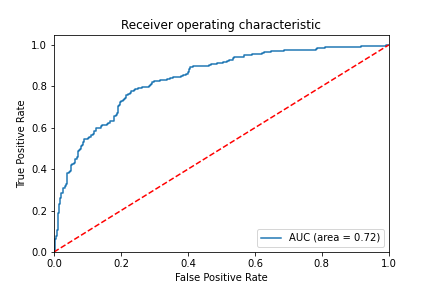 Receiver operating characteristic
1.0
0.8
0.6
0.4
0.2
0.0
True Positive Rate
AUC (area = 0.72)
0.0 0.2 0.4 0.6 0.8 1.0
False Positive Rate